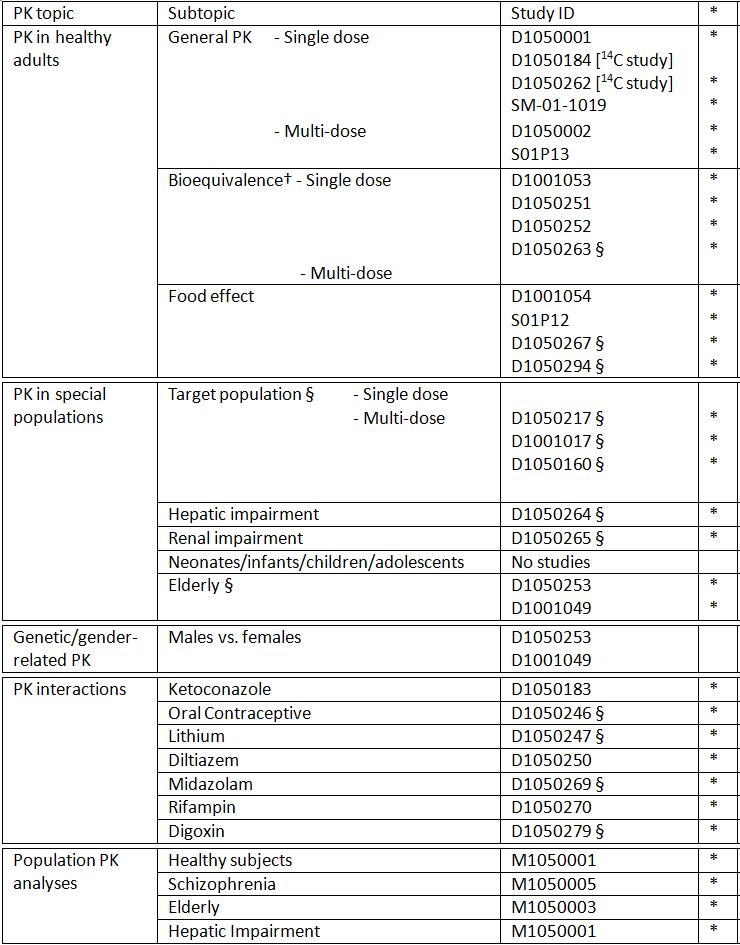 PK topic Subtopic Study ID *
PK in healthy General PK - Single dose D1050001 *
adults D1050184 [14C study]
D1050262 [14C study] *
SM-01-1019 *
- Multi-dose D1050002 *
S01P13 *
Bioequivalence† - Single dose D1001053 *
D1050251 *
D1050252 *
D1050263 § *
- Multi-dose
Food effect D1001054 *
S01P12 *
D1050267 § *
D1050294 § *
PK in special Target population § - Single dose
populations - Multi-dose D1050217 § *
D1001017 § *
D1050160 § *
Hepatic impairment D1050264 § *
Renal impairment D1050265 § *
Neonates/infants/children/adolescents No studies
Elderly § D1050253 *
D1001049 *
Genetic/gender- Males vs. females D1050253
related PK D1001049
PK interactions Ketoconazole D1050183 *
Oral Contraceptive D1050246 § *
Lithium D1050247 § *
Diltiazem D1050250 *
Midazolam D1050269 § *
Rifampin D1050270 *
Digoxin D1050279 § *
Population PK Healthy subjects M1050001 *
analyses Schizophrenia M1050005 *
Elderly M1050003 *
Hepatic Impairment M1050001 *